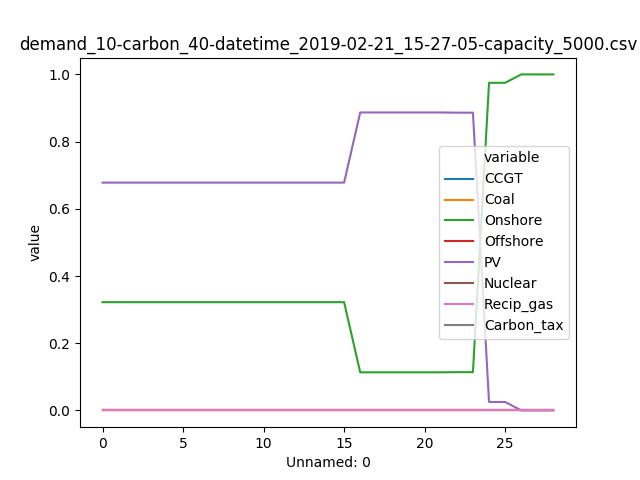 demand_10-carbon_40-datetime_2019-02-21_15-27-05-capacity_5000.csv
1.0
0.8
0.6
0.4
0.2
0.0
value
variable
CCGT
Coal
Onshore
Offshore
PV
Nuclear
Recip_gas
Carbon_tax
0 5 10 15 20 25
Unnamed: 0